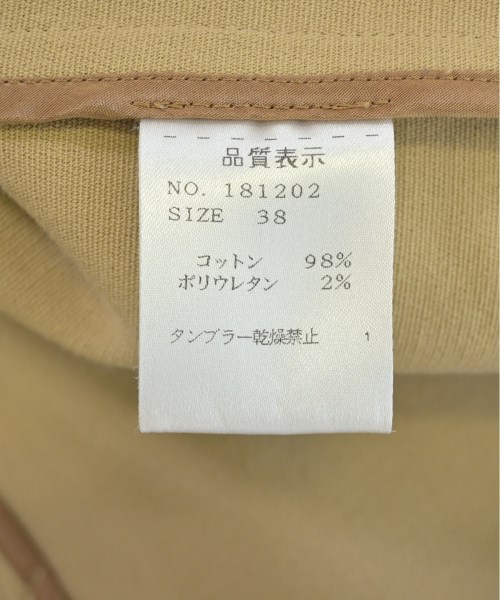 品質表示
NO. 181202
SIZE 38
コットン 98%
ポリウレタン 2%
タンブラー乾燥禁止 1